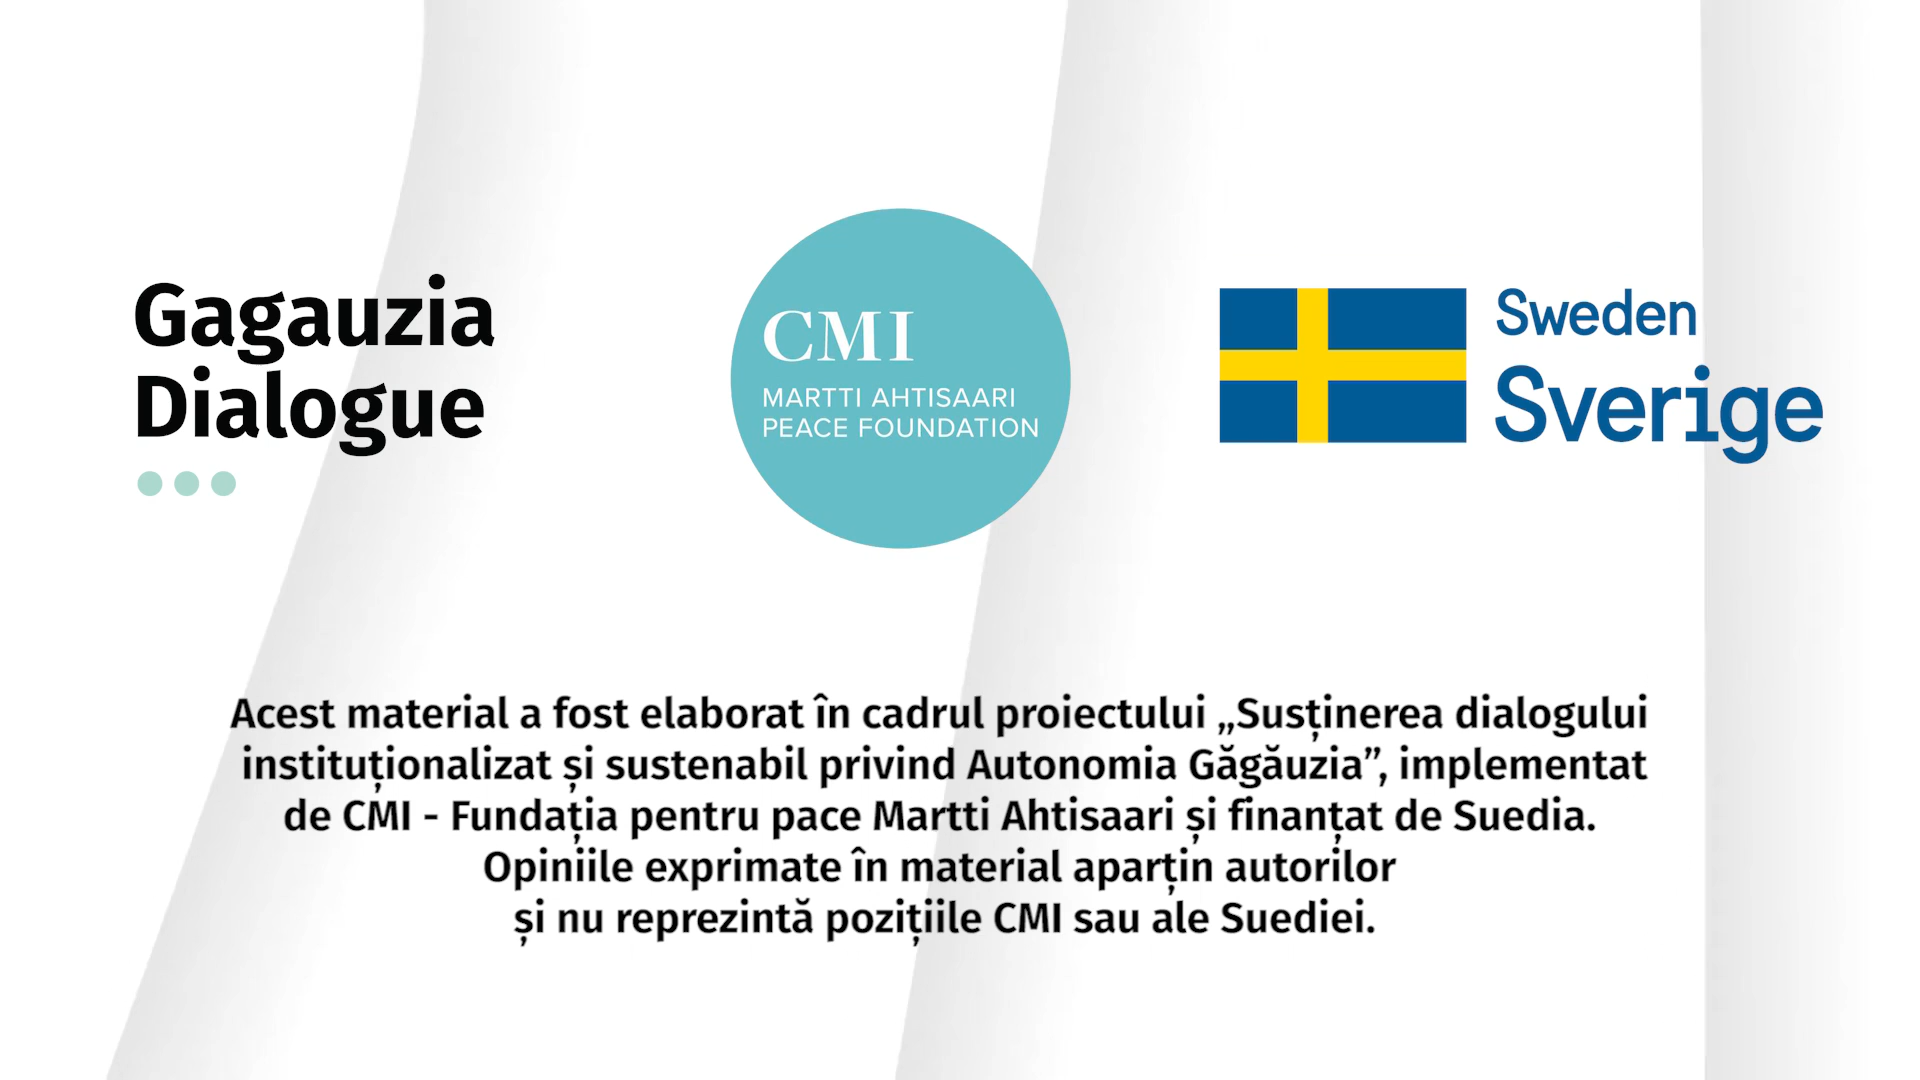 Gagauzia
Dialogue
CMI
MARTTI AHTISAARI
PEACE FOUNDATION
Sweden
Sverige
Acest material a fost elaborat în cadrul proiectului „Susținerea dialogului
instituționalizat și sustenabil privind Autonomia Găgăuzia”, implementat
de CMI - Fundația pentru pace Martti Ahtisaari și finanțat de Suedia.
Opiniile exprimate în material aparțin autorilor
și nu reprezintă pozițiile CMI sau ale Suediei.